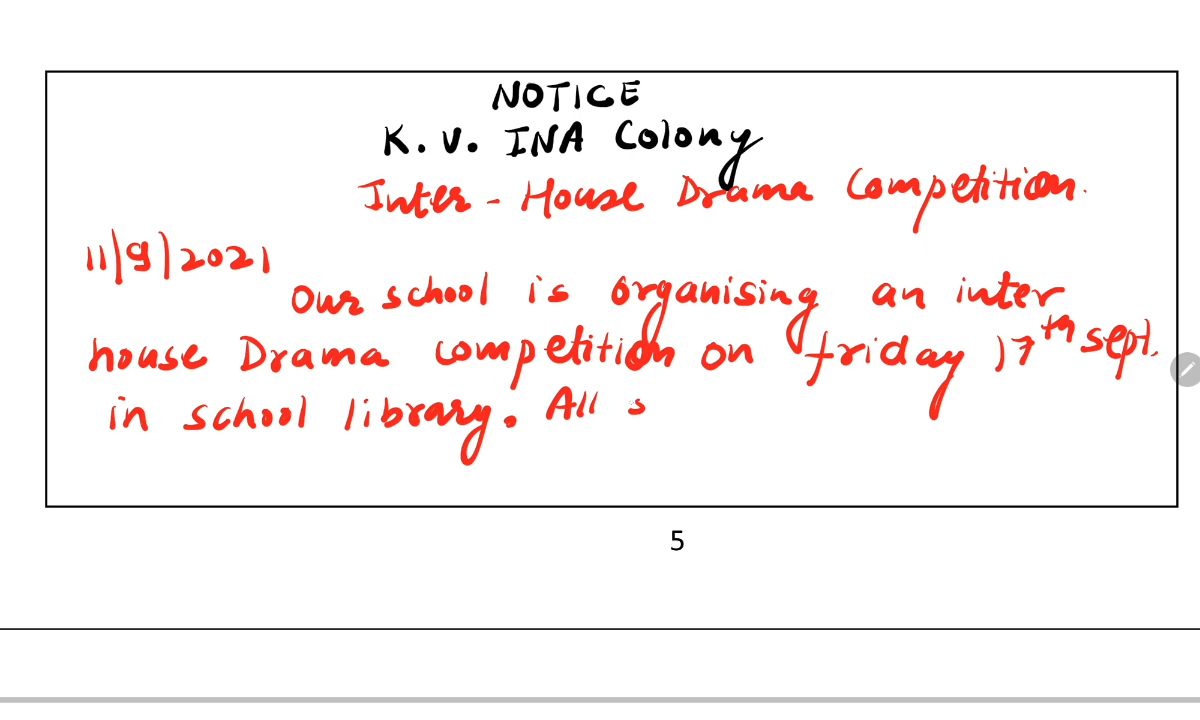 NOTICE
K. V. INA Colony
Inter - House Drama Competition.
11/9/2021
Our school is organising an inter
house Drama competition on friday 17th sept.
in school library. All s
5